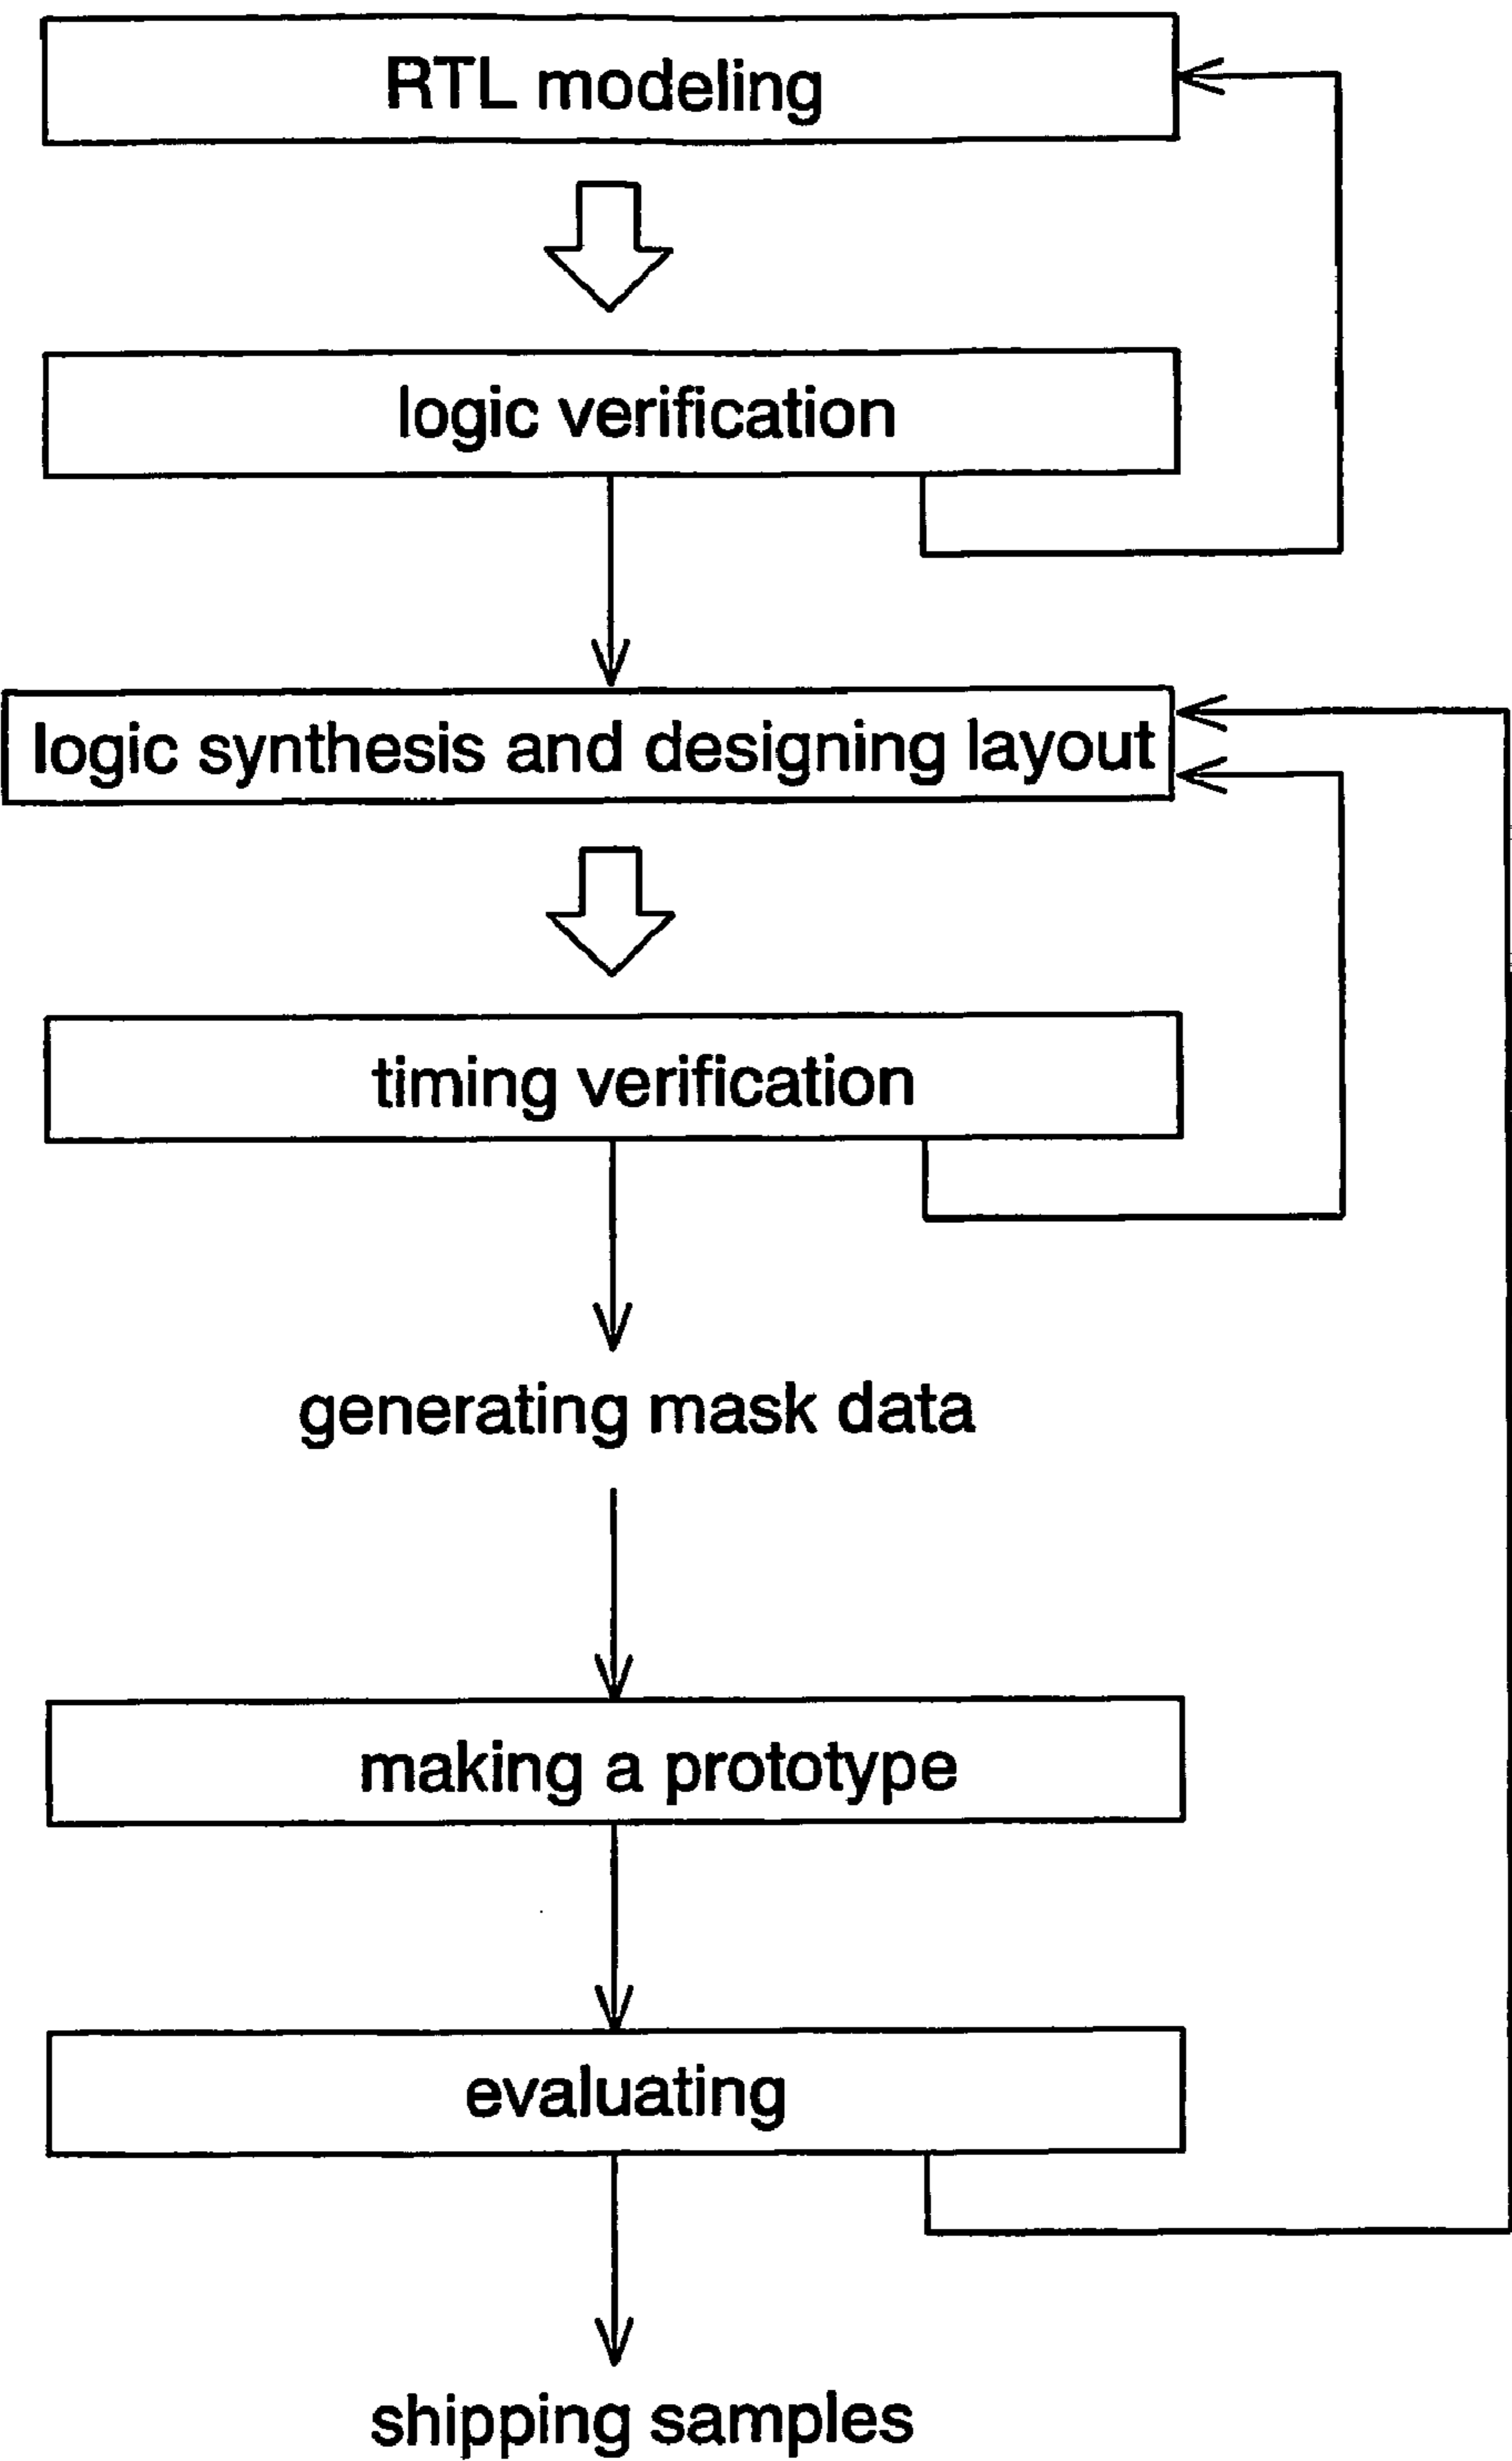 RTL modeling
logic verification
logic synthesis and designing layout
timing verification
generating mask data
making a prototype
evaluating
shipping samples